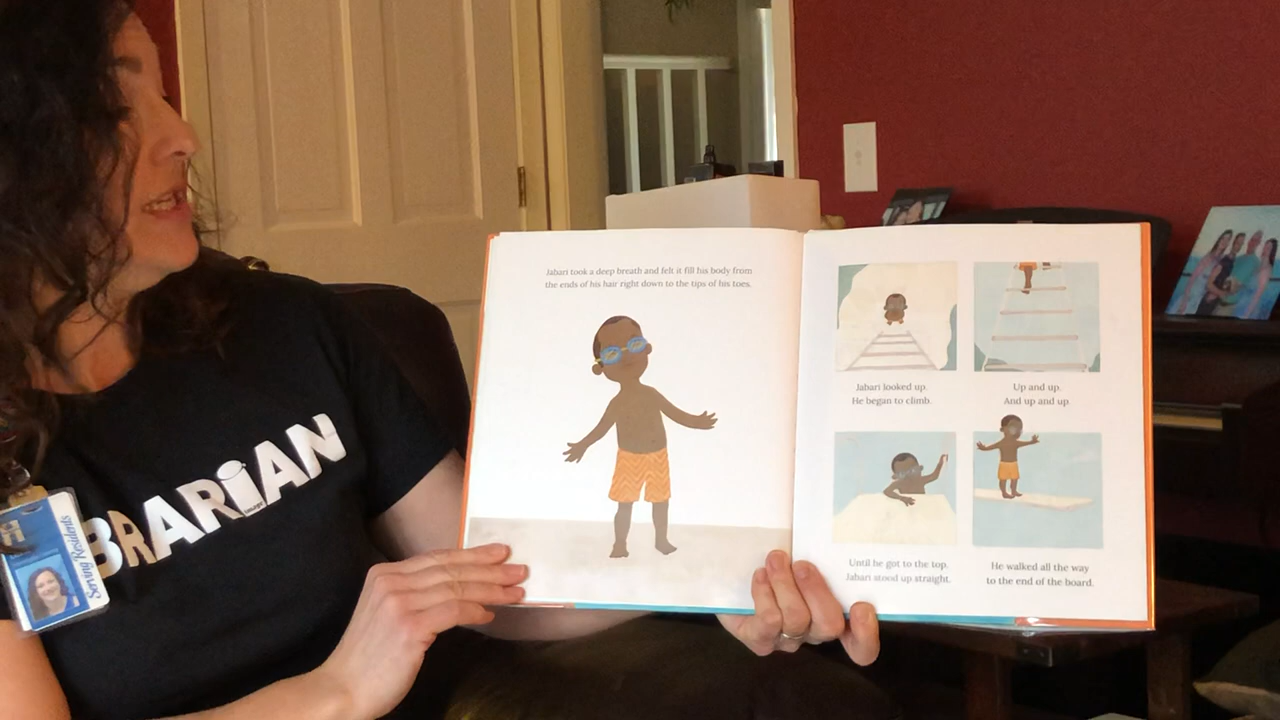 BRARiAN
Serving Residents
H
Jabari took a deep breath and felt it fill his body from
the ends of his hair right down to the tips of his toes.
Jabari looked up.
He began to climb.
Up and up.
And up and up.
Until he got to the top.
Jabari stood up straight.
He walked all the way
to the end of the board.